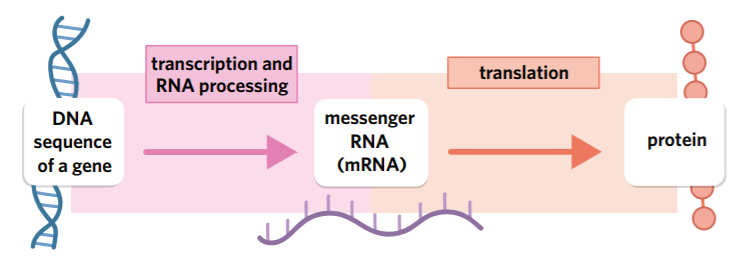 transcription and
RNA processing
translation
DNA
sequence
of a gene
messenger
RNA
(mRNA)
protein